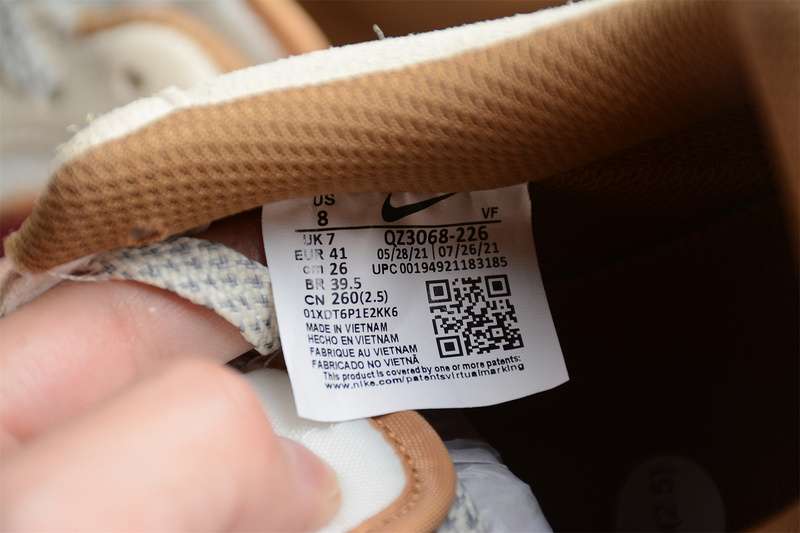 US
8
VF
UK 7 QZ3068-226
EUR 41 05/28/21 07/26/21
cm 26 UPC 00194921183185
BR 39.5
CN 260(2.5)
01XDT6P1E2KK6
MADE IN VIETNAM
HECHO EN VIETNAM
FABRIQUE AU VIETNAM
FABRICADO NO VIETNÃ
This product is covered by one or more patents:
www.nike.com/patentsvirtualmarking
(2.5)